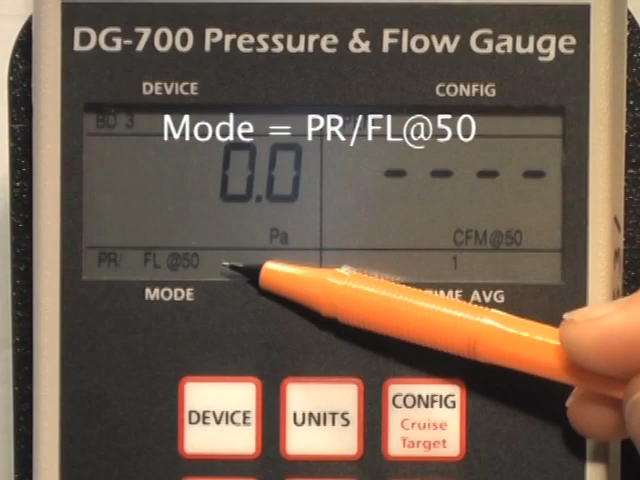 DG-700 Pressure & Flow Gauge
DEVICE CONFIG
BD 3
Mode = PR/FL@50
0.0 - - - -
Pa CFM@50
PR/ FL @50 1
MODE TIME AVG
DEVICE
UNITS
CONFIG
Cruise
Target